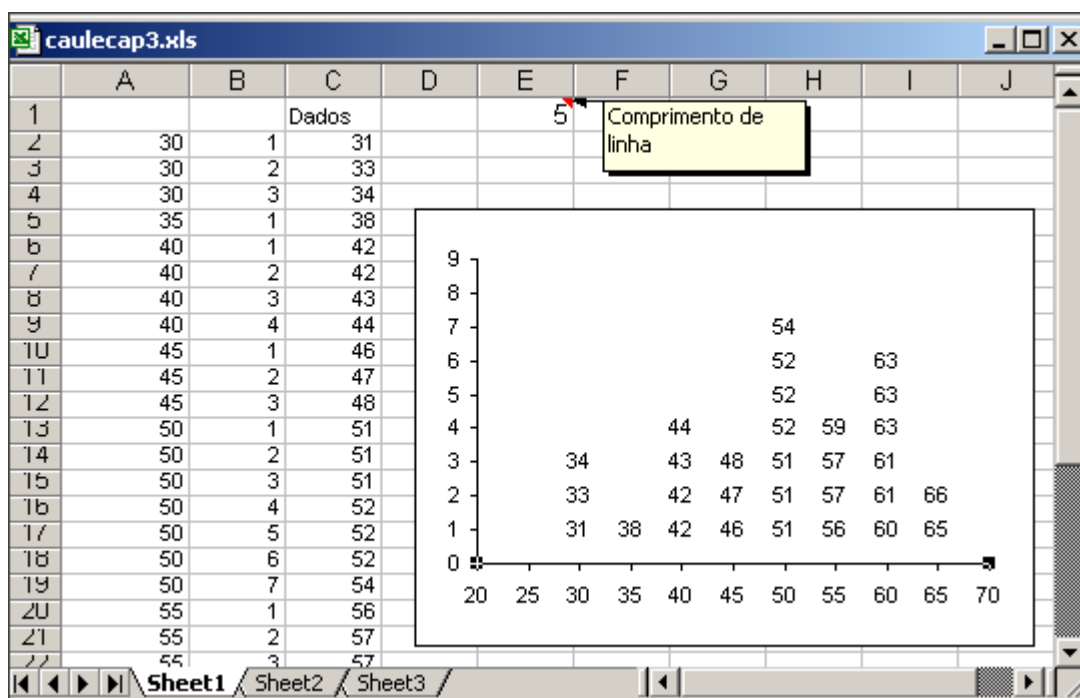 caulecap3.xls
A B C D E F G H I J
1 Dados 5 Comprimento de
linha
2 30 1 31
3 30 2 33
4 30 3 34
5 35 1 38
6 40 1 42
7 40 2 42
8 40 3 43
9 40 4 44
10 45 1 46
11 45 2 47
12 45 3 48
13 50 1 51
14 50 2 51
15 50 3 51
16 50 4 52
17 50 5 52
18 50 6 52
19 50 7 54
20 55 1 56
21 55 2 57
22 55 3 57
9
8
7 54
6 52 63
5 52 63
4 44 52 59 63
3 34 43 48 51 57 61
2 33 42 47 51 57 61 66
1 31 38 42 46 51 56 60 65
0
20 25 30 35 40 45 50 55 60 65 70
Sheet1 Sheet2 Sheet3